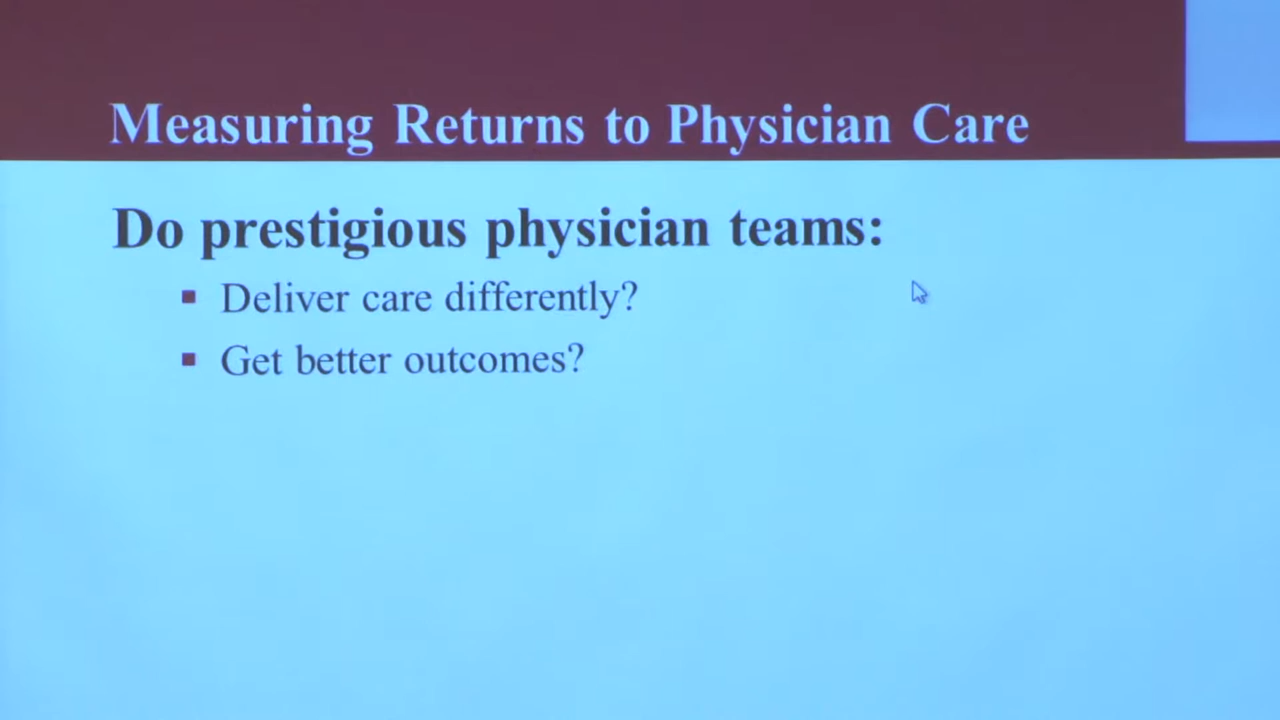 Measuring Returns to Physician Care
Do prestigious physician teams:
Deliver care differently?
Get better outcomes?